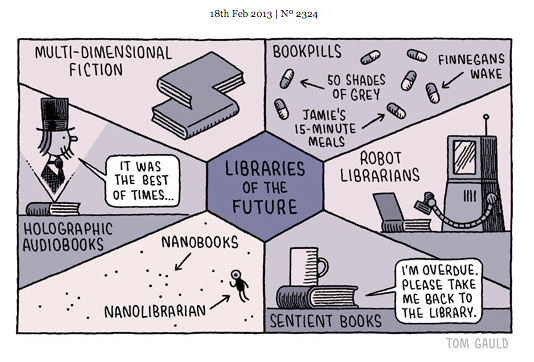 18th Feb 2013 | Nº 2324
MULTI-DIMENSIONAL
FICTION
BOOKPILLS
50 SHADES
OF GREY
FINNEGANS
WAKE
JAMIE'S
15-MINUTE
MEALS
IT WAS
THE BEST
OF TIMES...
HOLOGRAPHIC
AUDIOBOOKS
LIBRARIES
OF THE
FUTURE
ROBOT
LIBRARIANS
NANOBOOKS
NANOLIBRARIAN
I'M OVERDUE.
PLEASE TAKE
ME BACK TO
THE LIBRARY.
SENTIENT BOOKS
TOM GAULD